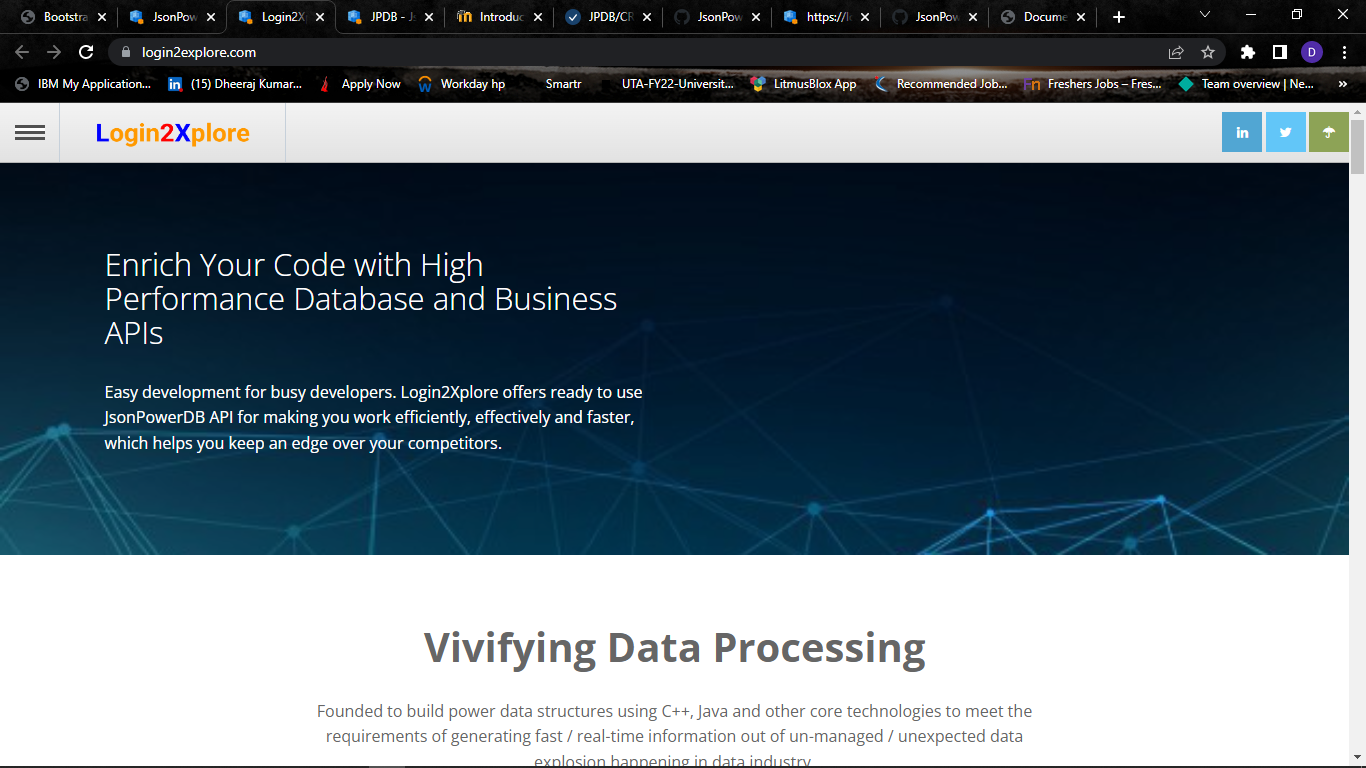 Bootstra
JsonPow
Login2X
JPDB - Js
Introduc
JPDB/CR
JsonPow
https://lo
JsonPow
Docume
login2explore.com
D
IBM My Application...
in (15) Dheeraj Kumar...
Apply Now
Workday hp
Smartr
UTA-FY22-Universit...
LitmusBlox App
Recommended Job...
Fn Freshers Jobs – Fres...
Team overview | Ne...
»
Login2Xplore
in
Enrich Your Code with High
Performance Database and Business
APIs
Easy development for busy developers. Login2Xplore offers ready to use
JsonPowerDB API for making you work efficiently, effectively and faster,
which helps you keep an edge over your competitors.
Vivifying Data Processing
Founded to build power data structures using C++, Java and other core technologies to meet the
requirements of generating fast / real-time information out of un-managed / unexpected data
explosion happening in data industry.